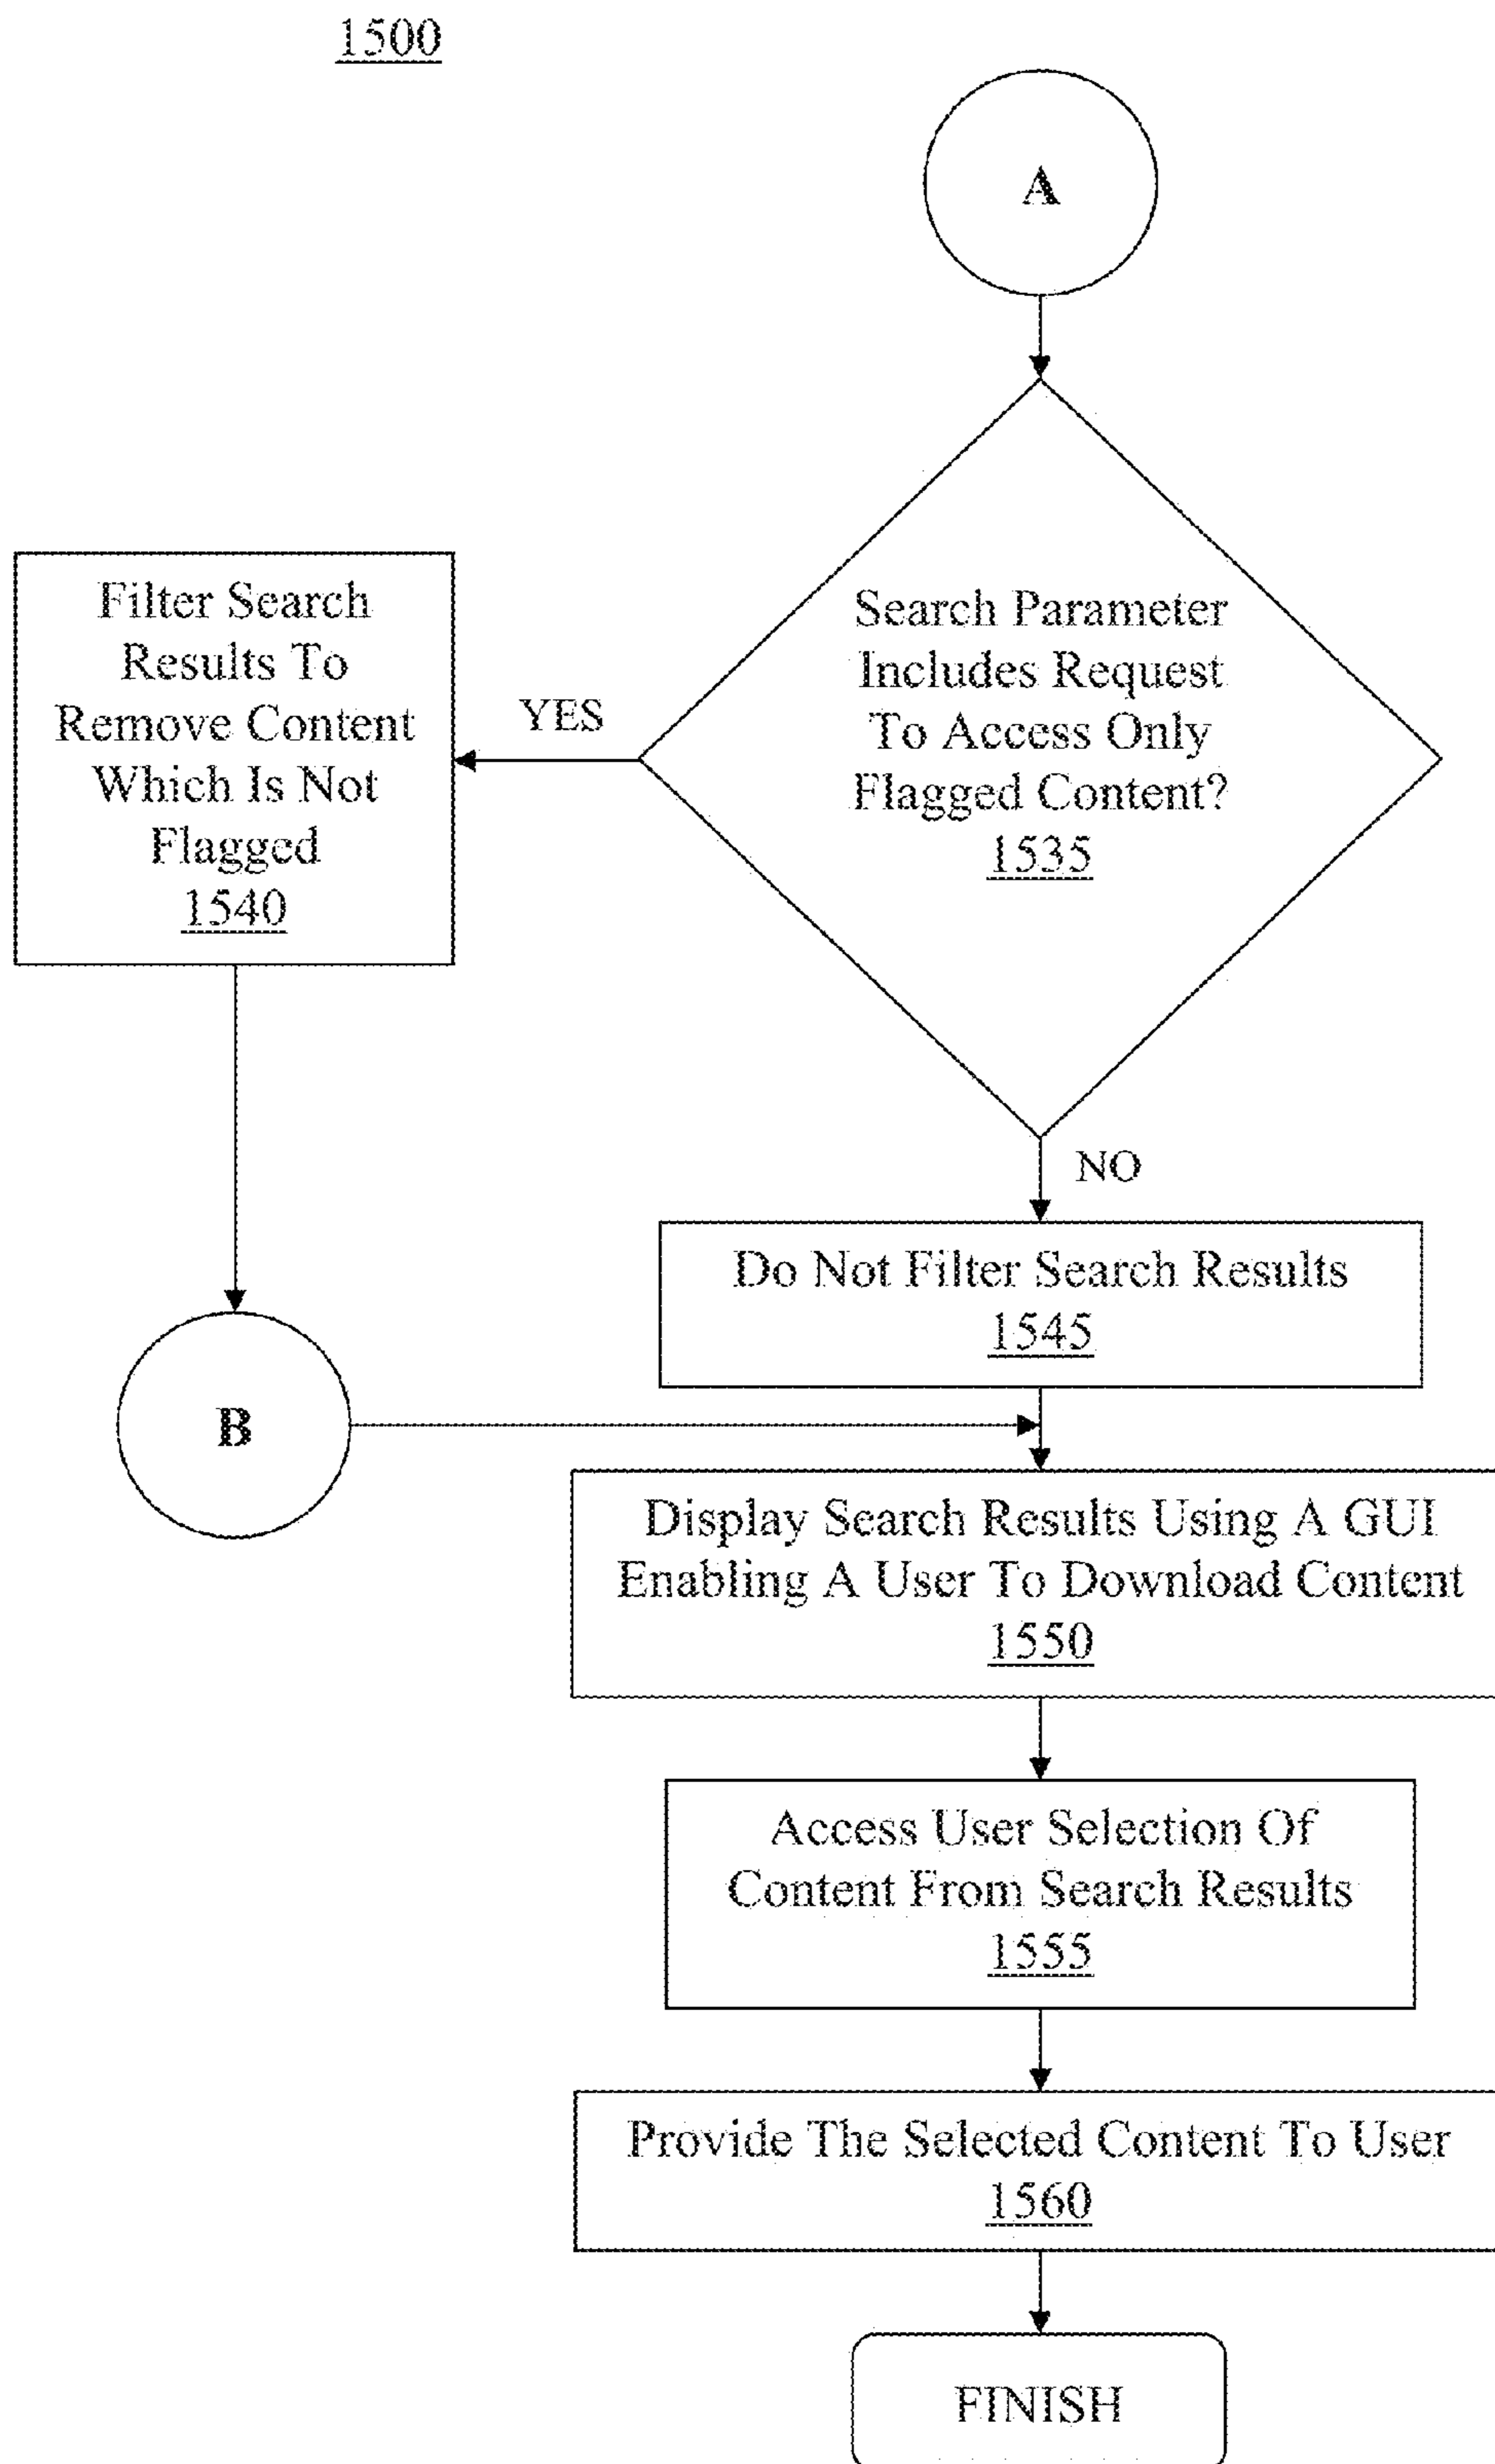 1500
A
Search Parameter
Includes Request
To Access Only
Flagged Content?
1535
YES
Filter Search
Results To
Remove Content
Which Is Not
Flagged
1540
NO
Do Not Filter Search Results
1545
B
Display Search Results Using A GUI
Enabling A User To Download Content
1550
Access User Selection Of
Content From Search Results
1555
Provide The Selected Content To User
1560
FINISH